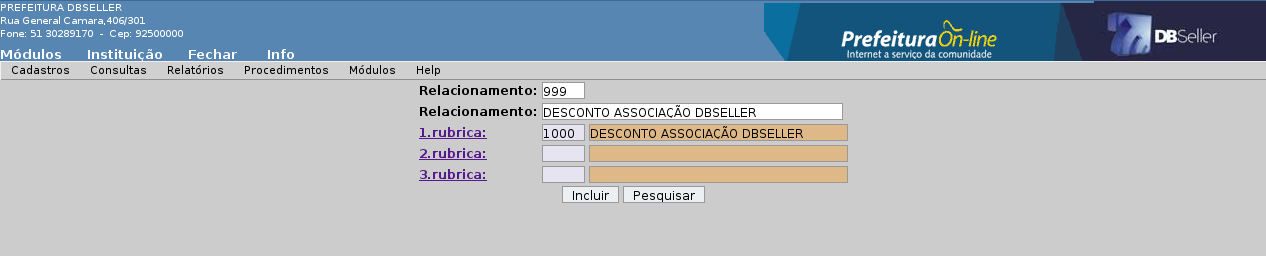 PREFEITURA DBSELLER
Rua General Camara,406/301
Fone: 51 30289170 - Cep: 92500000
Módulos Instituição Fechar Info
PrefeituraOn-line
Internet a serviço da comunidade
DBSeller
Cadastros Consultas Relatórios Procedimentos Módulos Help
Relacionamento: 999
Relacionamento: DESCONTO ASSOCIAÇÃO DBSELLER
1.rubrica: 1000 DESCONTO ASSOCIAÇÃO DBSELLER
2.rubrica:
3.rubrica:
Incluir Pesquisar